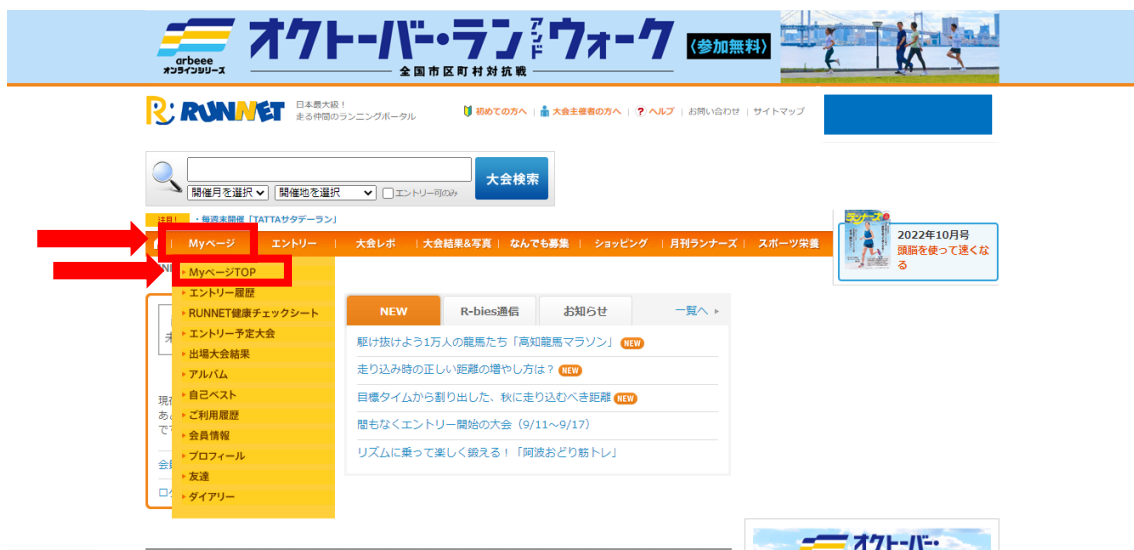 arbeee
オンラインシリーズ
オクトーバー・ランアンドウォーク
〈参加無料〉
全国市区町村対抗戦
RUNNET
日本最大級！
走る仲間のランニングポータル
初めての方へ | 大会主催者の方へ | ? ヘルプ | お問い合わせ | サイトマップ
開催月を選択 開催地を選択 エントリー可のみ
大会検索
注目！ ・毎週末開催「TATTAサタデーラン」
Myページ | エントリー | 大会レポ | 大会結果&写真 | なんでも募集 | ショッピング | 月刊ランナーズ | スポーツ栄養
MyページTOP
エントリー履歴
RUNNET健康チェックシート
エントリー予定大会
出場大会結果
アルバム
自己ベスト
ご利用履歴
会員情報
プロフィール
友達
ダイアリー
現
あ
で
会
ロ
NEW R-bies通信 お知らせ 一覧へ
駆け抜けよう1万人の龍馬たち「高知龍馬マラソン」 NEW
走り込み時の正しい距離の増やし方は？ NEW
目標タイムから割り出した、秋に走り込むべき距離 NEW
間もなくエントリー開始の大会（9/11～9/17）
リズムに乗って楽しく鍛える！「阿波おどり筋トレ」
ランナーズ
2022年10月号
頭脳を使って速くな
る
オクトーバー・